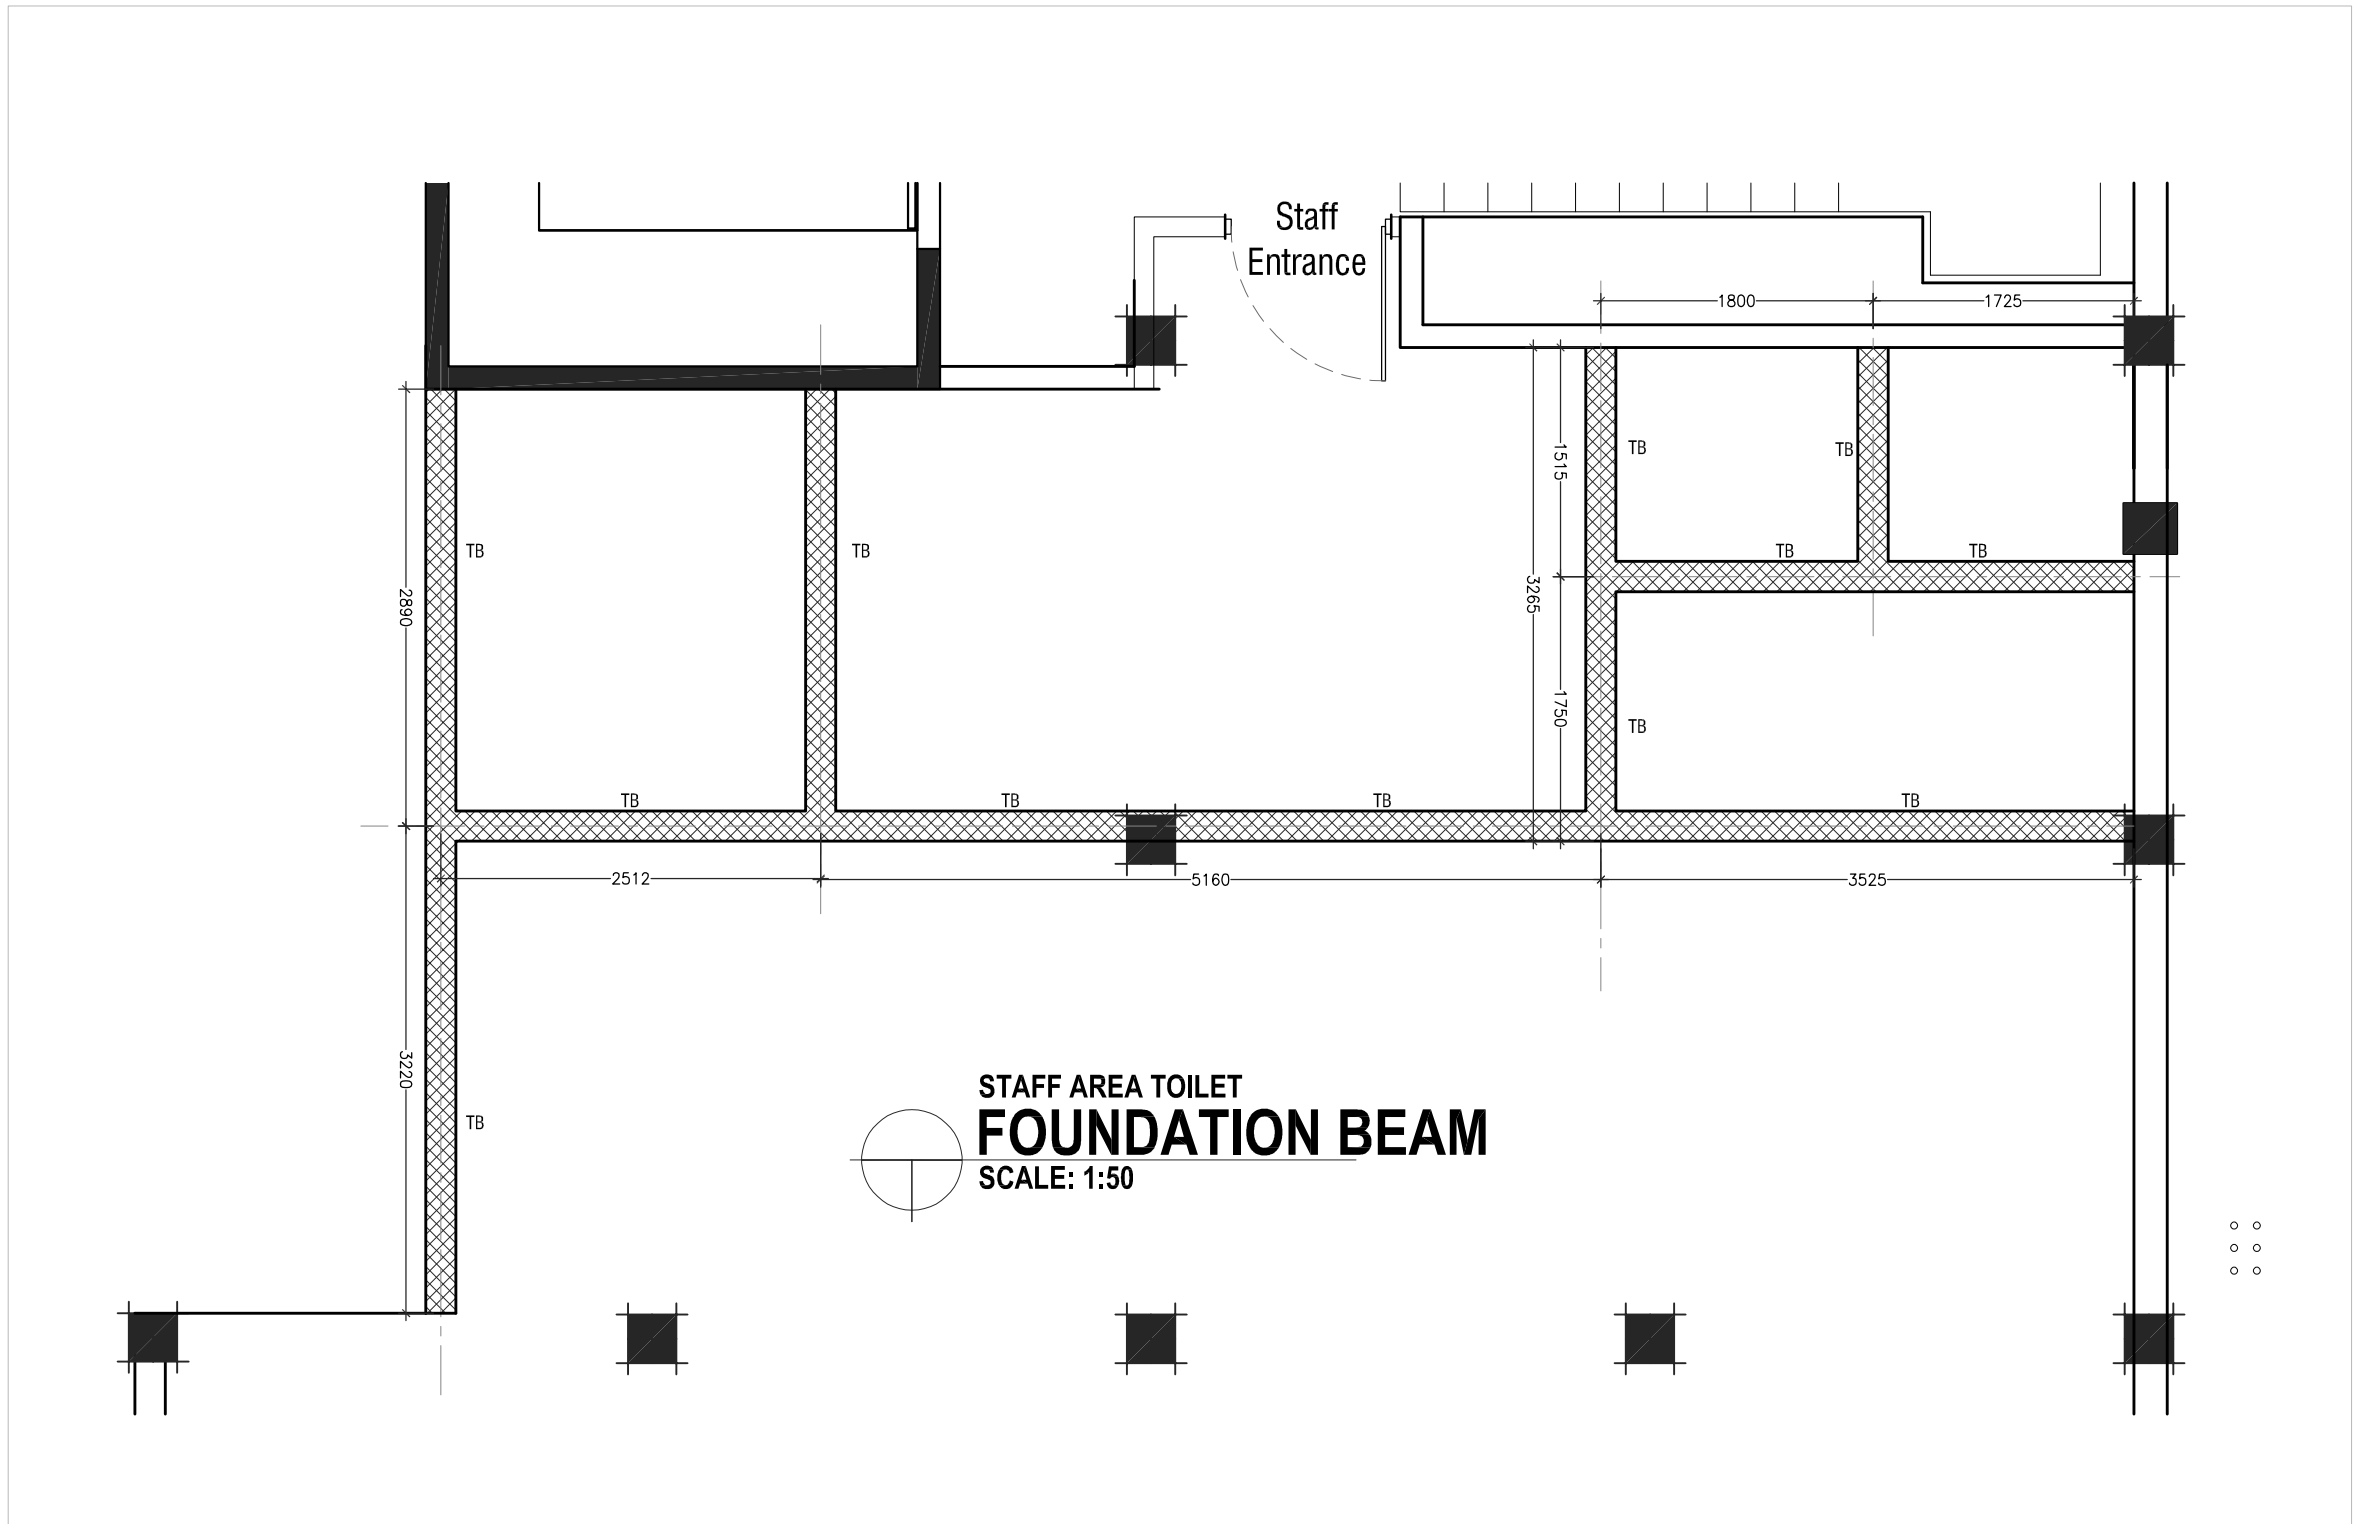 Staff
Entrance
1800
1725
1515
TB
TB
TB
TB
TB
TB
2890
3265
1750
TB
TB
TB
TB
TB
2512
5160
3525
3220
TB
STAFF AREA TOILET
FOUNDATION BEAM
SCALE: 1:50